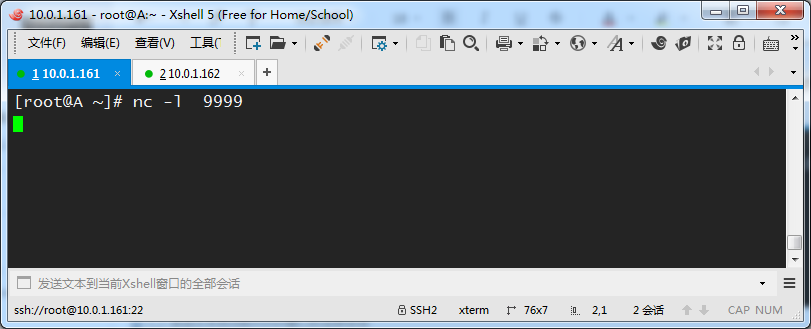 10.0.1.161 - root@A:~ - Xshell 5 (Free for Home/School)
文件(F) 编辑(E) 查看(V) 工具(
1 10.0.1.161 × 2 10.0.1.162 × +
[root@A ~]# nc -l  9999
发送文本到当前Xshell窗口的全部会话
ssh://root@10.0.1.161:22 SSH2 xterm 76x7 2,1 2 会话 CAP NUM